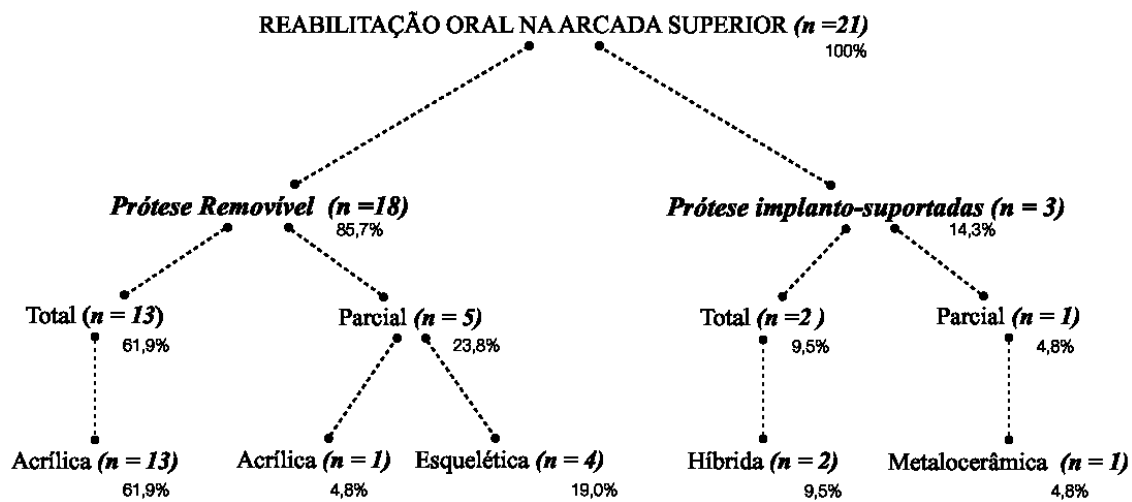 REABILITAÇÃO ORAL NA ARCADA SUPERIOR (n =21)
100%
Prótese Removível (n =18)
85,7%
Prótese implanto-suportadas (n = 3)
14,3%
Total (n = 13)
61,9%
Parcial (n = 5)
23,8%
Total (n =2 )
9,5%
Parcial (n = 1)
4,8%
Acrílica (n = 13)
61,9%
Acrílica (n = 1)
4,8%
Esquelética (n = 4)
19,0%
Híbrida (n = 2)
9,5%
Metalocerâmica (n = 1)
4,8%